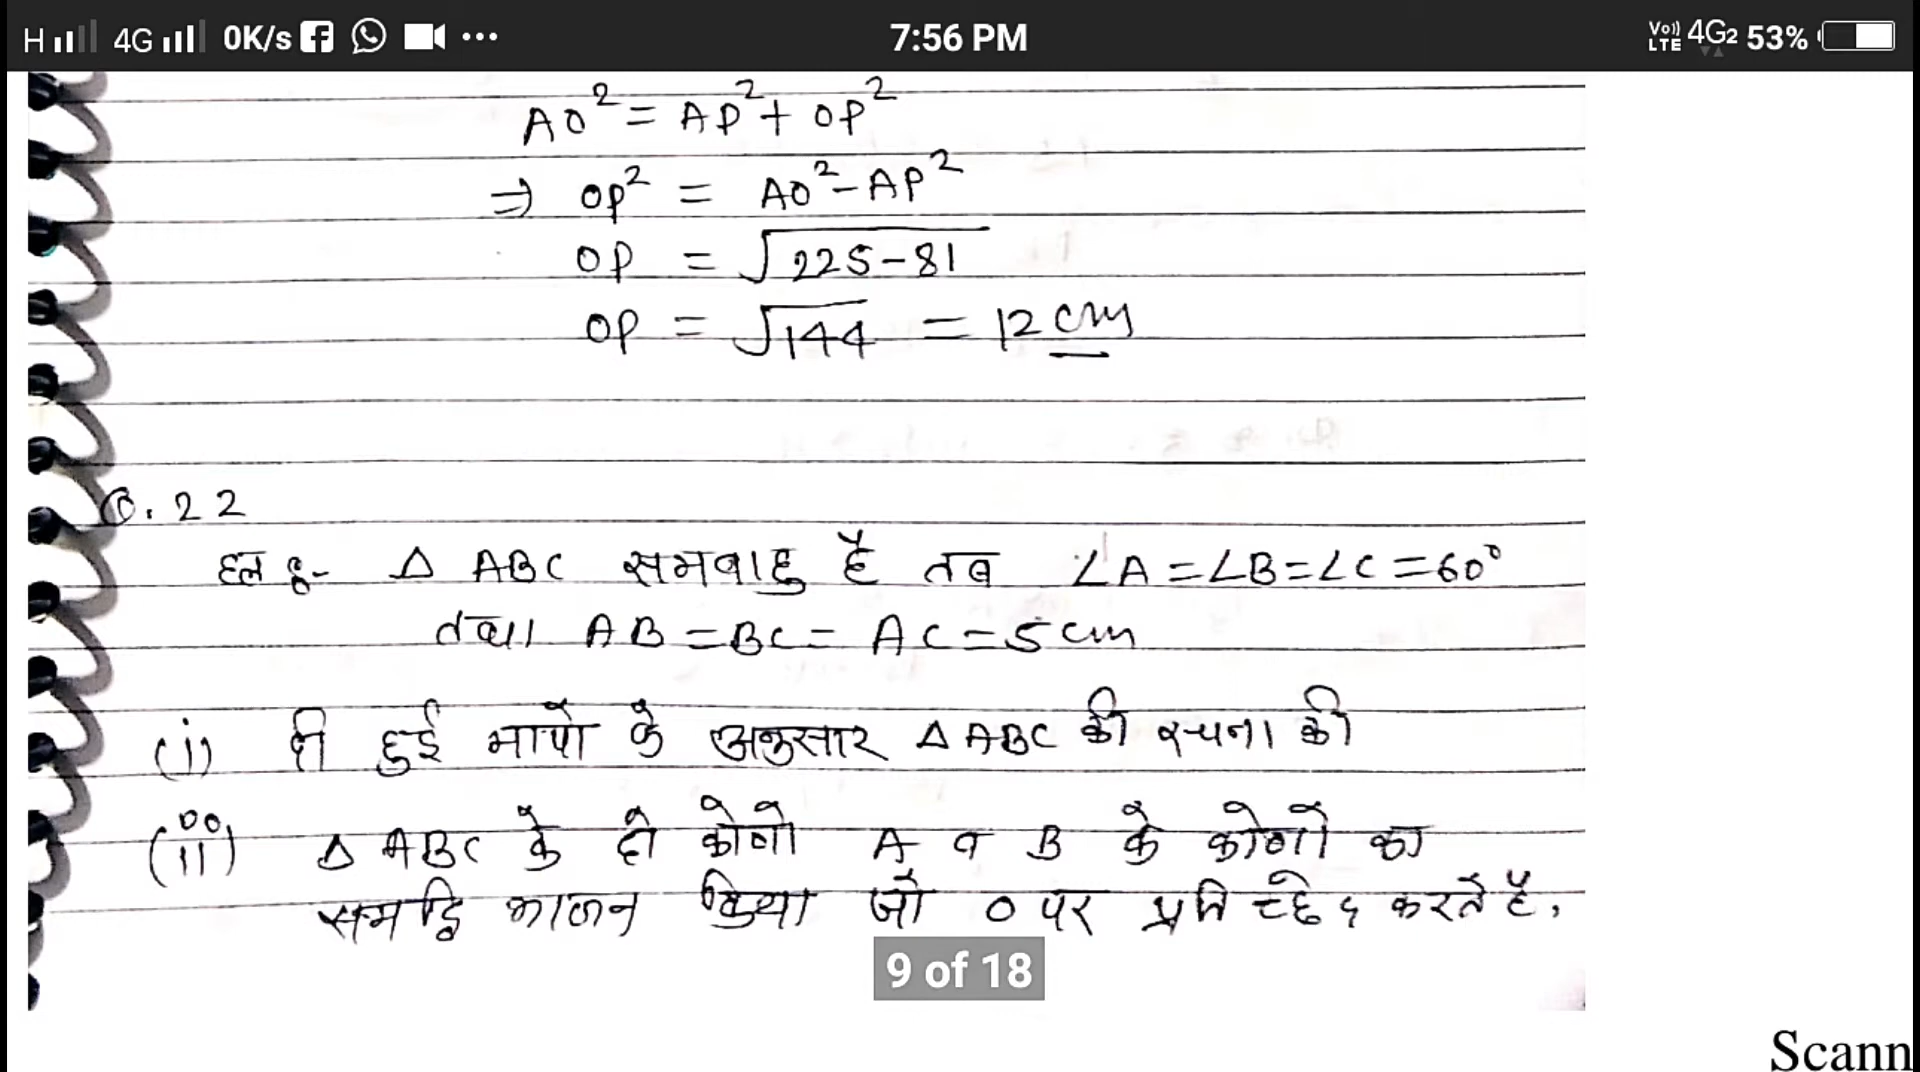 H 4G 0K/s ... 7:56 PM VoLTE 4G2 53%
AO² = AP² + OP²
⇒ OP² = AO² - AP²
OP = √225-81
OP = √144 = 12 cm
Q. 22
हल :- △ ABC समबाहु है तब ∠A = ∠B = ∠C = 60°
तथा AB = BC = AC = 5 cm
(i) दी हुई मापो के अनुसार △ ABC की रचना की
(ii) △ ABC के दो कोणो A व B के कोणों का
समद्वि भाजन किया जो O पर प्रतिच्छेद करते है,
9 of 18
Scann